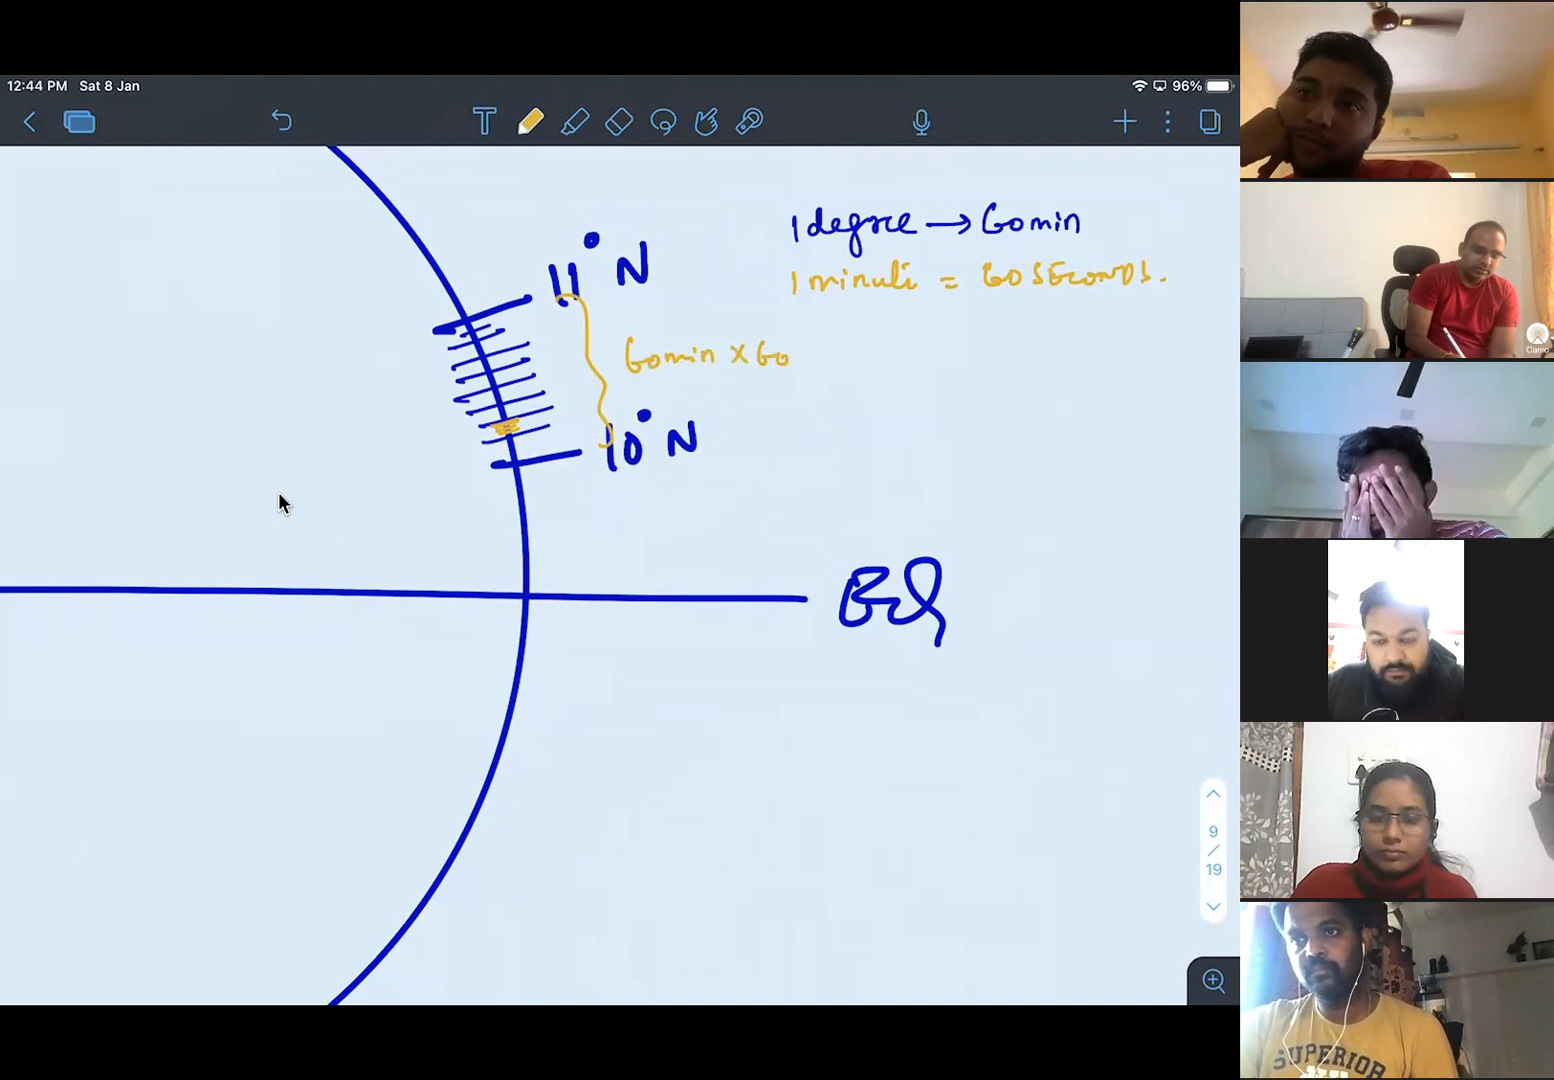 12:44 PM Sat 8 Jan
96%
11° N
1 degree → 60 min
1 minute = 60 SECONDS.
60 min × 60
10° N
EQ
9
/
19
Camo
SUPERIOR